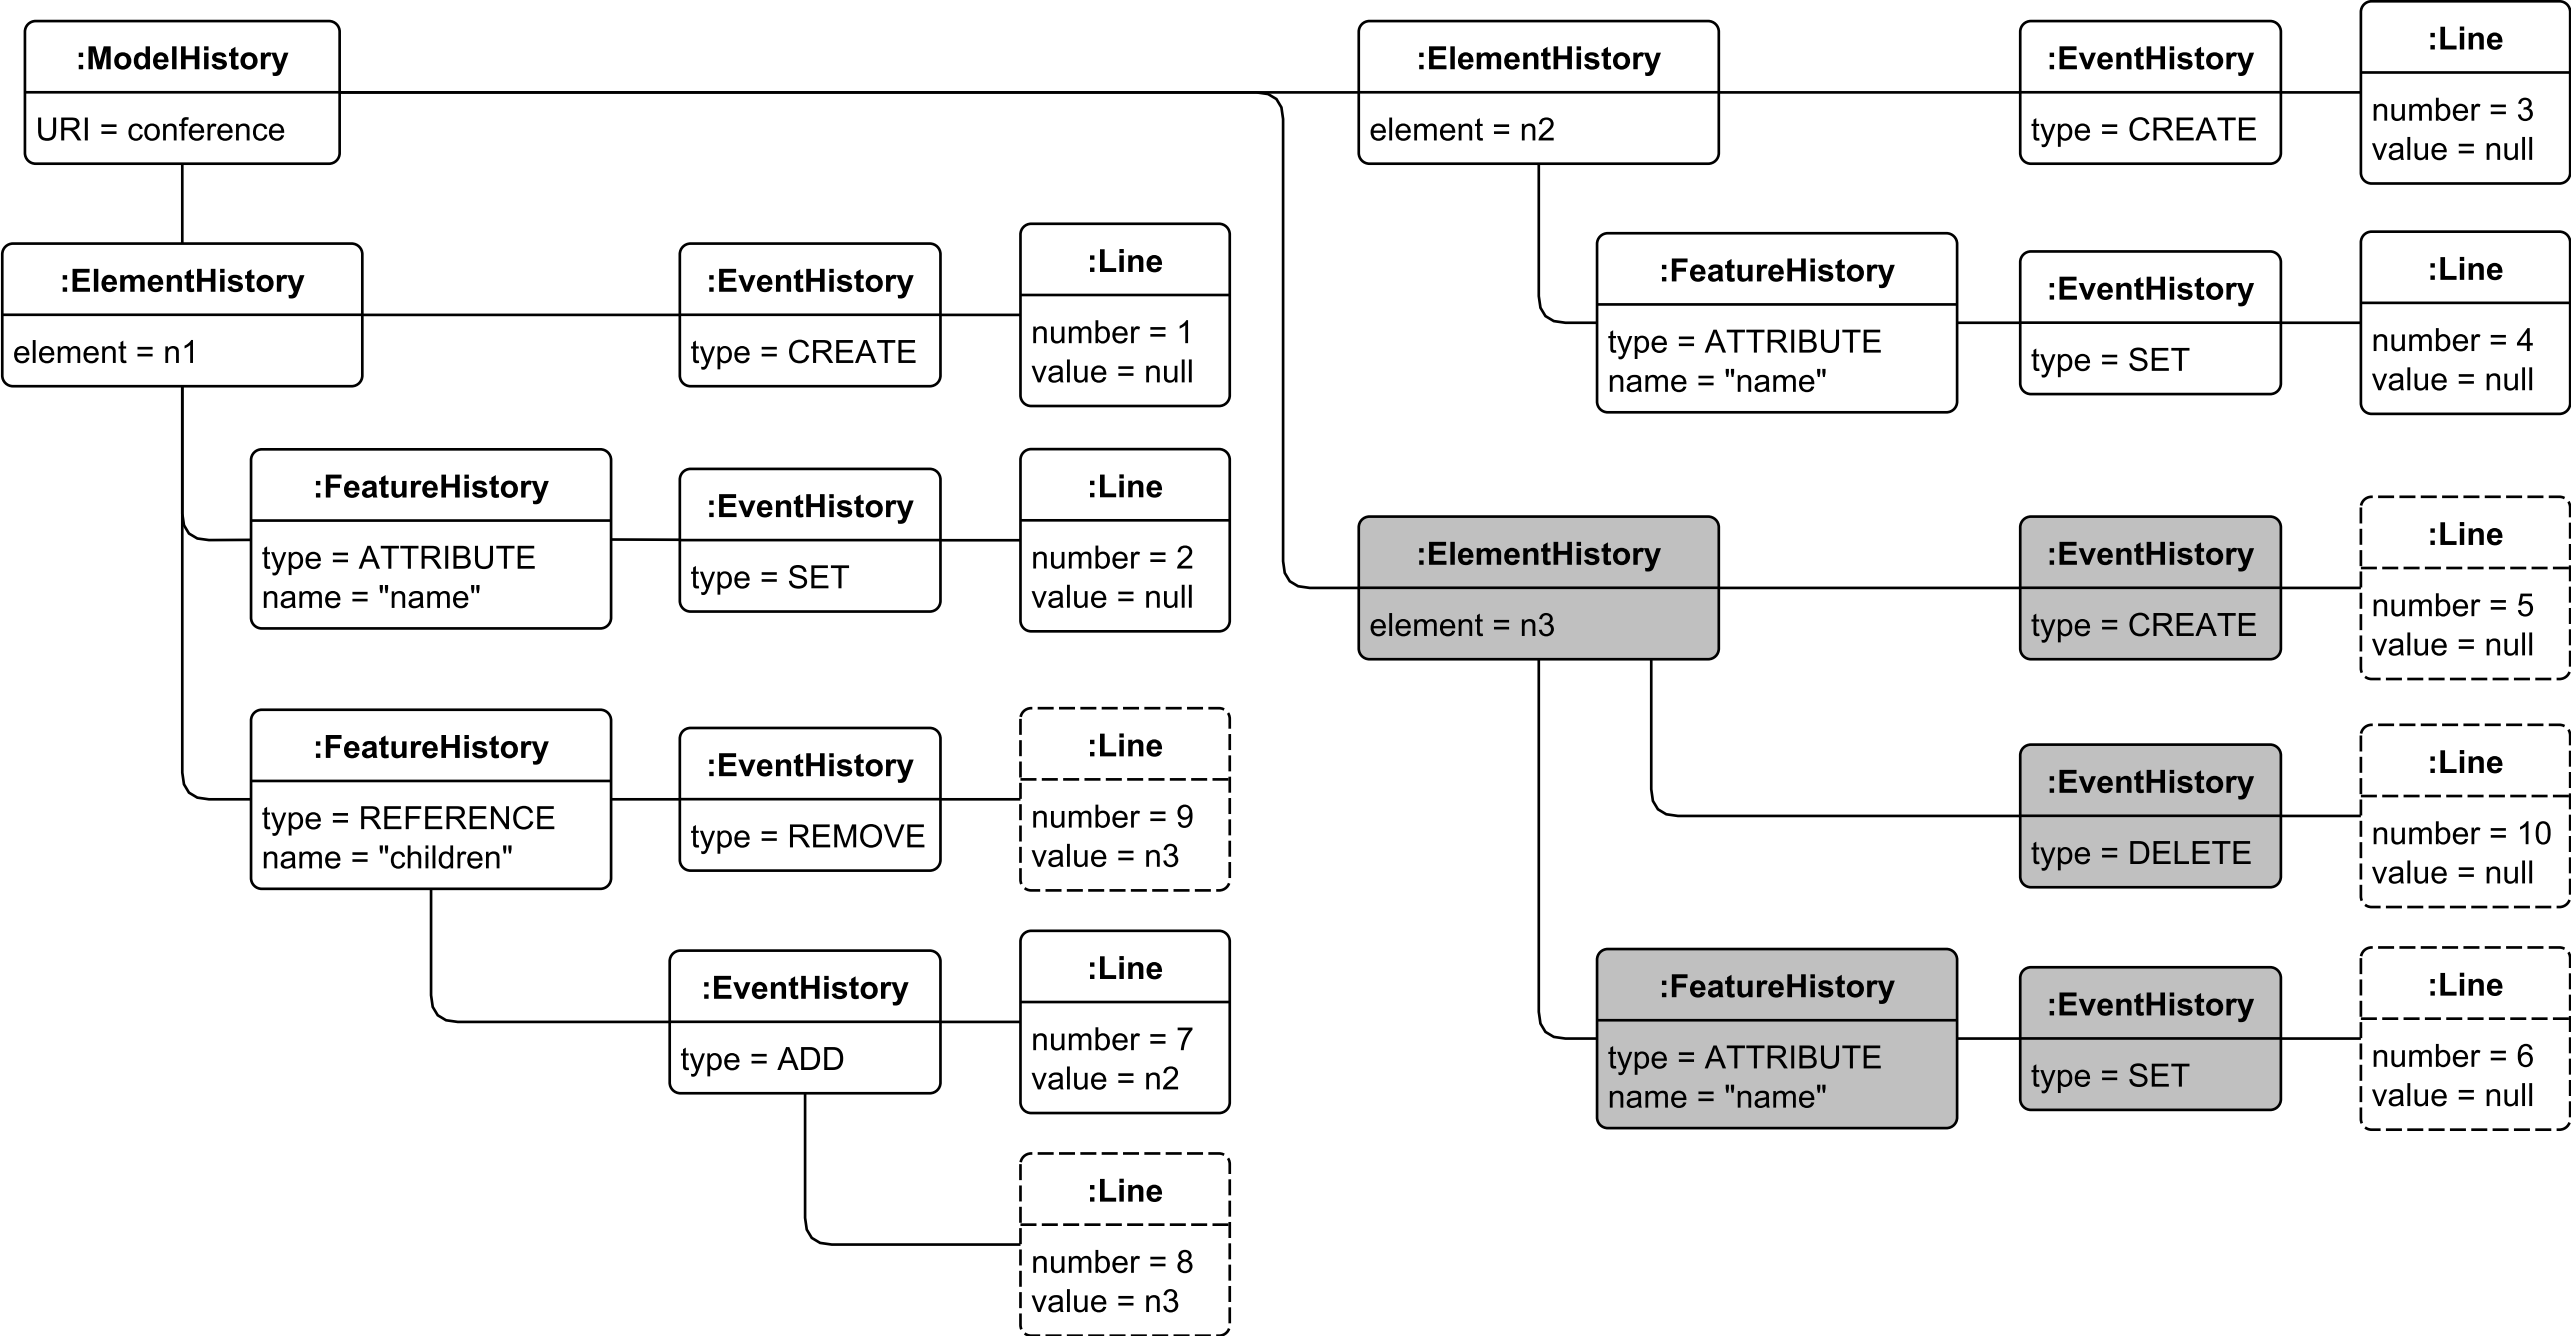 :ModelHistory
URI = conference
:ElementHistory
element = n1
:EventHistory
type = CREATE
:Line
number = 1
value = null
:FeatureHistory
type = ATTRIBUTE
name = "name"
:EventHistory
type = SET
:Line
number = 2
value = null
:FeatureHistory
type = REFERENCE
name = "children"
:EventHistory
type = REMOVE
:Line
number = 9
value = n3
:EventHistory
type = ADD
:Line
number = 7
value = n2
:Line
number = 8
value = n3
:ElementHistory
element = n2
:EventHistory
type = CREATE
:Line
number = 3
value = null
:FeatureHistory
type = ATTRIBUTE
name = "name"
:EventHistory
type = SET
:Line
number = 4
value = null
:ElementHistory
element = n3
:EventHistory
type = CREATE
:Line
number = 5
value = null
:EventHistory
type = DELETE
:Line
number = 10
value = null
:FeatureHistory
type = ATTRIBUTE
name = "name"
:EventHistory
type = SET
:Line
number = 6
value = null